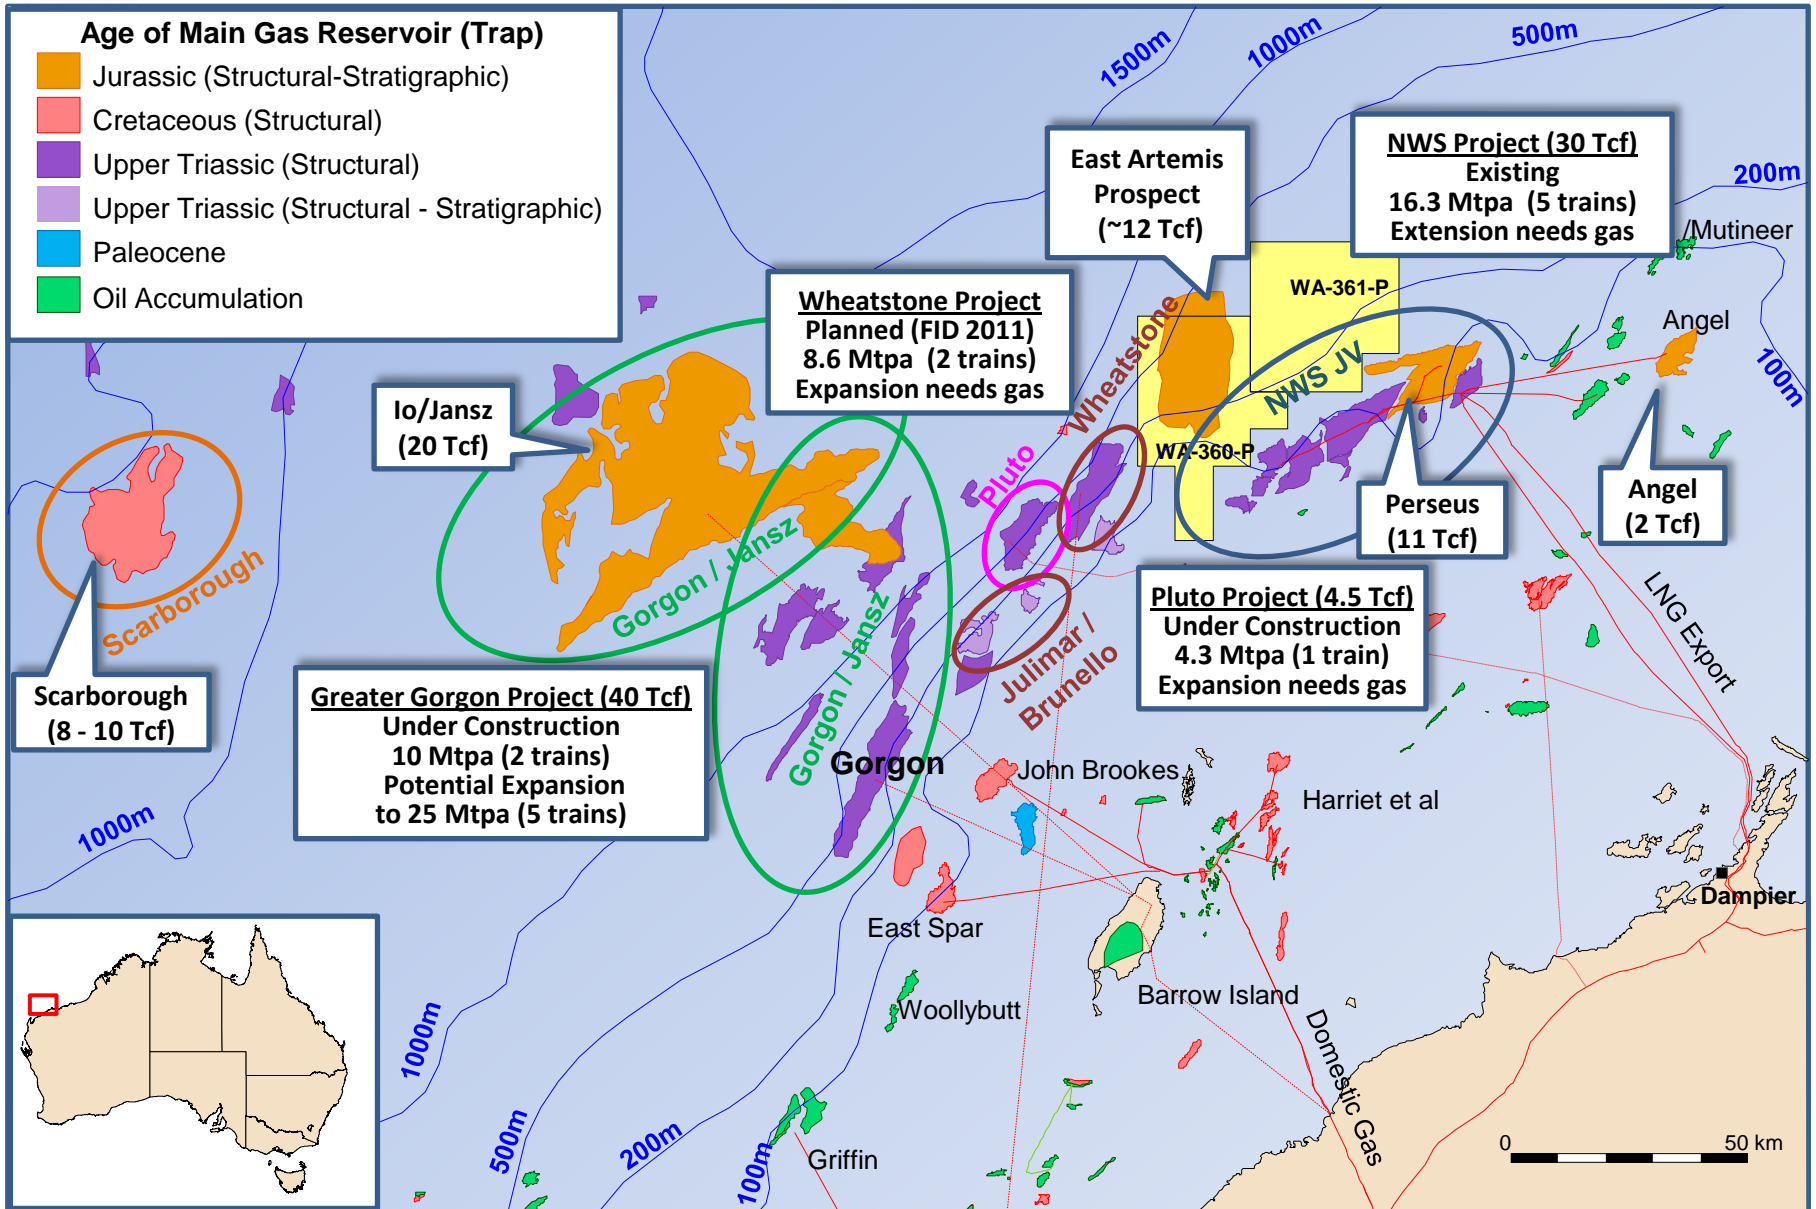 Age of Main Gas Reservoir (Trap)
Jurassic (Structural-Stratigraphic)
Cretaceous (Structural)
Upper Triassic (Structural)
Upper Triassic (Structural - Stratigraphic)
Paleocene
Oil Accumulation
1500m
1000m
500m
200m
100m
East Artemis
Prospect
(~12 Tcf)
NWS Project (30 Tcf)
Existing
16.3 Mtpa (5 trains)
Extension needs gas
/Mutineer
WA-361-P
Angel
Wheatstone Project
Planned (FID 2011)
8.6 Mtpa (2 trains)
Expansion needs gas
Wheatstone
NWS JV
Io/Jansz
(20 Tcf)
WA-360-P
Pluto
Perseus
(11 Tcf)
Angel
(2 Tcf)
Scarborough
Gorgon / Jansz
Gorgon / Jansz
Pluto Project (4.5 Tcf)
Under Construction
4.3 Mtpa (1 train)
Expansion needs gas
LNG Export
Julimar /
Brunello
Scarborough
(8 - 10 Tcf)
Greater Gorgon Project (40 Tcf)
Under Construction
10 Mtpa (2 trains)
Potential Expansion
to 25 Mtpa (5 trains)
Gorgon
John Brookes
Harriet et al
1000m
Dampier
East Spar
Woollybutt
Barrow Island
Domestic Gas
1000m
500m
200m
100m
Griffin
0
50 km